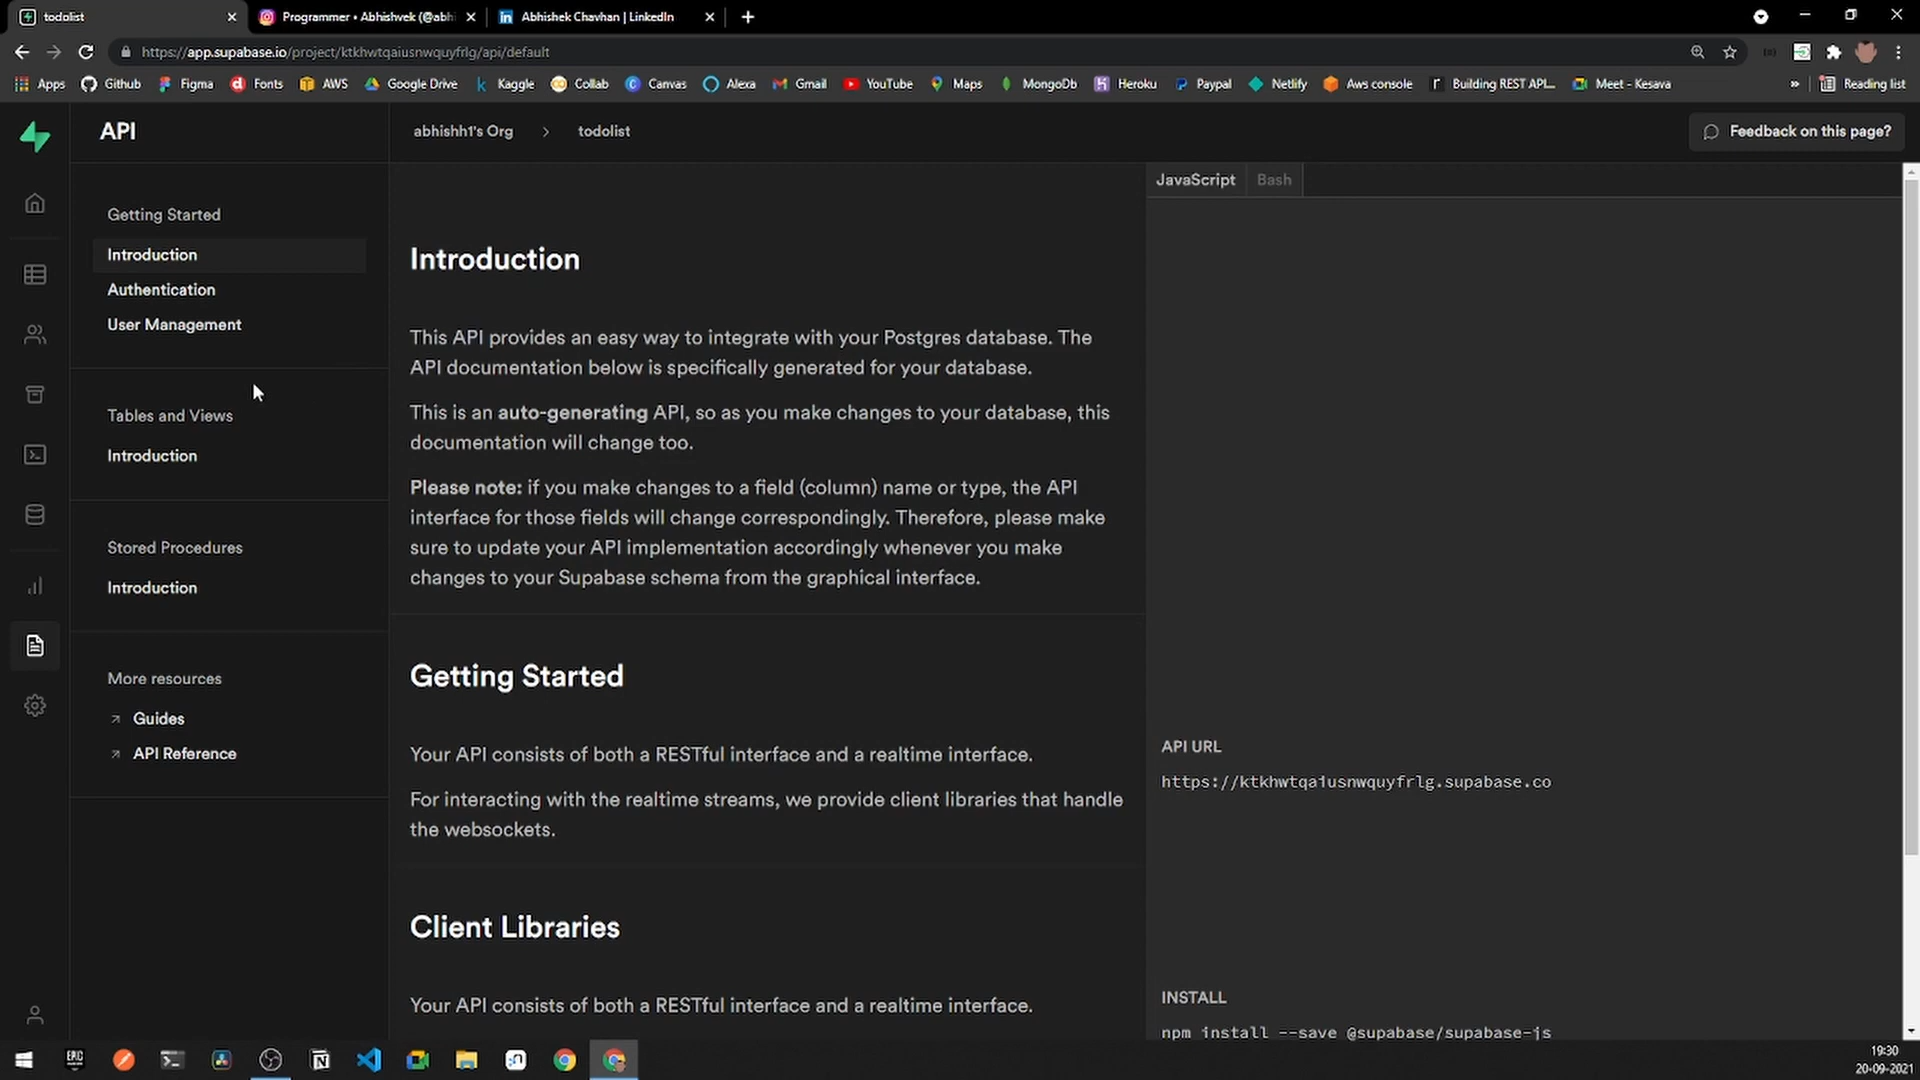 todolist
Programmer • Abhishvek (@abhi
Abhishek Chavhan | LinkedIn
https://app.supabase.io/project/ktkhwtqaiusnwquyfrlg/api/default
Apps
Github
Figma
Fonts
AWS
Google Drive
Kaggle
Collab
Canvas
Alexa
Gmail
YouTube
Maps
MongoDb
Heroku
Paypal
Netlify
Aws console
Building REST API...
Meet - Kesava
»
Reading list
API
abhishh1's Org > todolist
Feedback on this page?
Getting Started
Introduction
Authentication
User Management
Tables and Views
Introduction
Stored Procedures
Introduction
More resources
Guides
API Reference
Introduction
This API provides an easy way to integrate with your Postgres database. The
API documentation below is specifically generated for your database.
This is an auto-generating API, so as you make changes to your database, this
documentation will change too.
Please note: if you make changes to a field (column) name or type, the API
interface for those fields will change correspondingly. Therefore, please make
sure to update your API implementation accordingly whenever you make
changes to your Supabase schema from the graphical interface.
Getting Started
Your API consists of both a RESTful interface and a realtime interface.
For interacting with the realtime streams, we provide client libraries that handle
the websockets.
Client Libraries
Your API consists of both a RESTful interface and a realtime interface.
JavaScript
Bash
API URL
https://ktkhwtqaiusnwquyfrlg.supabase.co
INSTALL
npm install --save @supabase/supabase-js
EPIC
19:30
20-09-2021